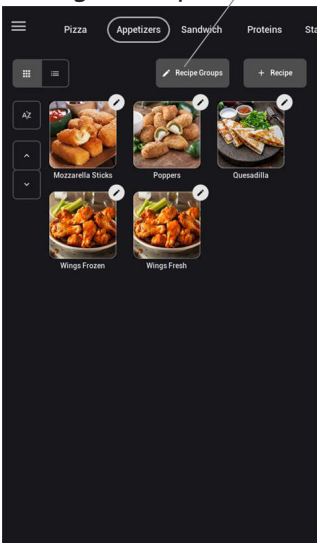 Pizza Appetizers Sandwich Proteins
Recipe Groups + Recipe
AZ
Mozzarella Sticks Poppers Quesadilla
Wings Frozen Wings Fresh